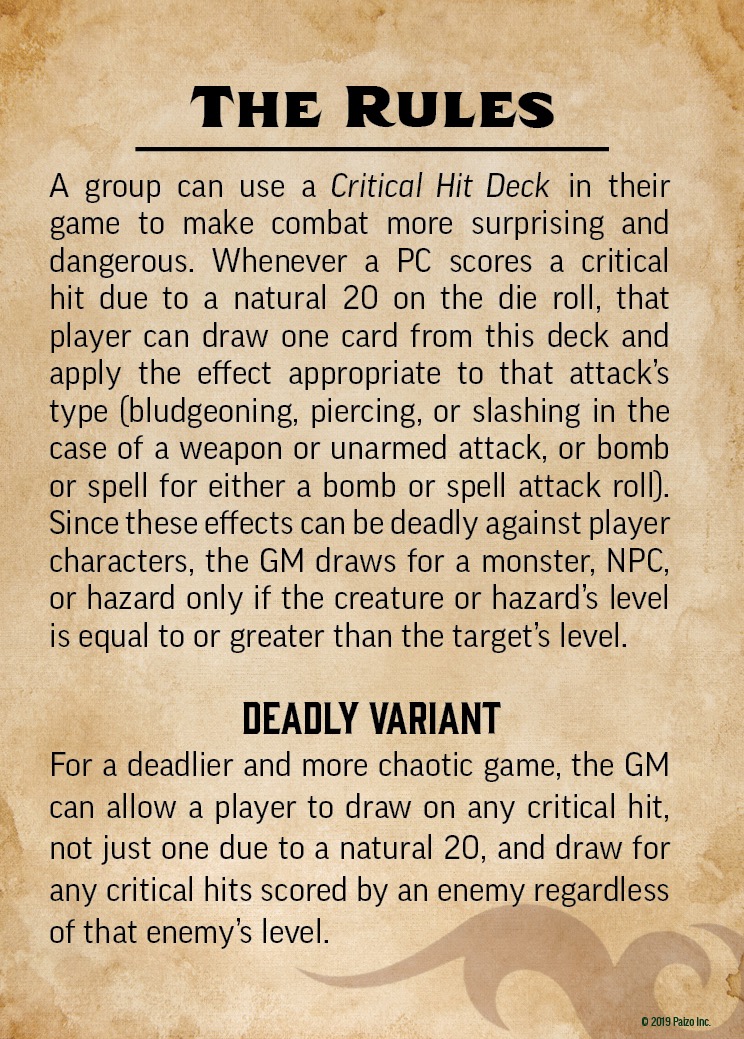 THE RULES
A group can use a Critical Hit Deck in their
game to make combat more surprising and
dangerous. Whenever a PC scores a critical
hit due to a natural 20 on the die roll, that
player can draw one card from this deck and
apply the effect appropriate to that attack's
type (bludgeoning, piercing, or slashing in the
case of a weapon or unarmed attack, or bomb
or spell for either a bomb or spell attack roll).
Since these effects can be deadly against player
characters, the GM draws for a monster, NPC,
or hazard only if the creature or hazard's level
is equal to or greater than the target's level.
DEADLY VARIANT
For a deadlier and more chaotic game, the GM
can allow a player to draw on any critical hit,
not just one due to a natural 20, and draw for
any critical hits scored by an enemy regardless
of that enemy's level.
© 2019 Paizo Inc.